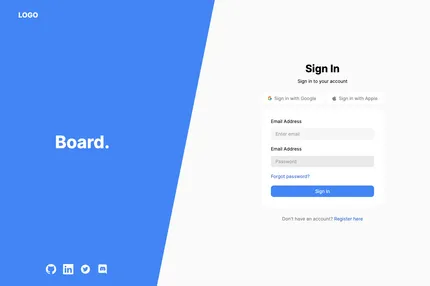 LOGO
Board.
Sign In
Sign in to your account
Sign in with Google
Sign in with Apple
Email Address
Enter email
Email Address
Password
Forgot password?
Sign in
Don't have an account? Register here